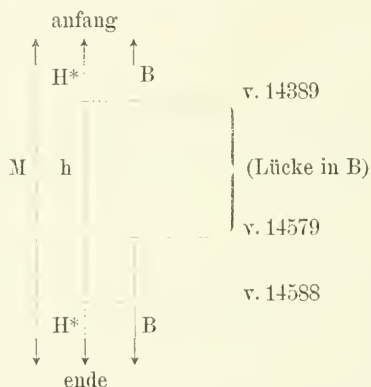 anfang
H* B
v. 14389
M h (Lücke in B)
v. 14579
v. 14588
H* B
ende